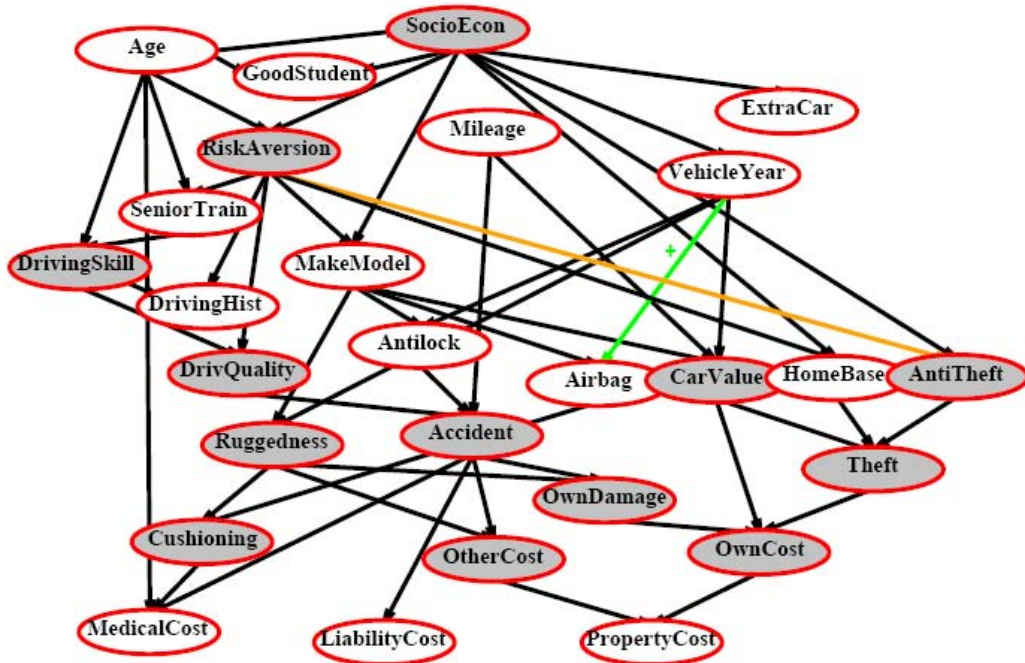 SocioEcon
Age
GoodStudent
ExtraCar
Mileage
RiskAversion
VehicleYear
SeniorTrain
+
DrivingSkill
MakeModel
DrivingHist
Antilock
DrivQuality
Airbag
CarValue
HomeBase
AntiTheft
Ruggedness
Accident
Theft
OwnDamage
Cushioning
OtherCost
OwnCost
MedicalCost
LiabilityCost
PropertyCost